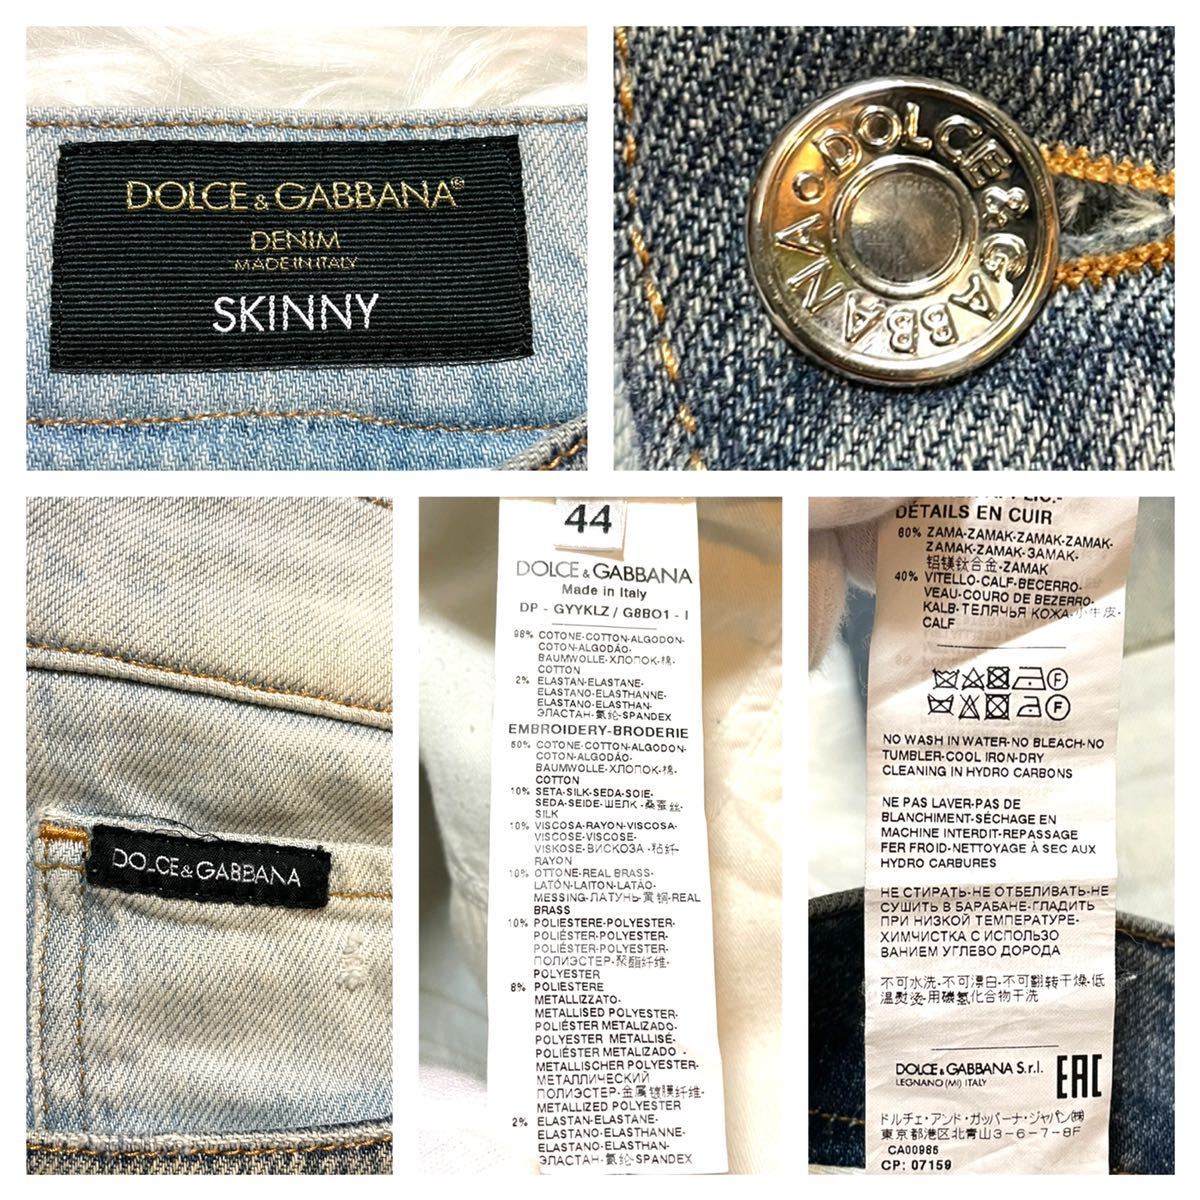 DOLCE & GABBANA®
DENIM
MADE IN ITALY
SKINNY
DOLCE & GABBANA
DOLCE & GABBANA
44
DOLCE & GABBANA
Made in Italy
DP - GYYKLZ / G8BO1 - I
98% COTONE-COTTON-ALGODON-
COTON-ALGODÃO-
BAUMWOLLE-ХЛОПОК-棉-
COTTON
2% ELASTAN-ELASTANE-
ELASTANO-ELASTHANNE-
ELASTANO-ELASTHAN-
ЭЛАСТАН-氨纶-SPANDEX
EMBROIDERY-BRODERIE
60% COTONE-COTTON-ALGODON-
COTON-ALGODÃO-
BAUMWOLLE-ХЛОПОК-棉-
COTTON
10% SETA-SILK-SEDA-SOIE-
SEDA-SEIDE-ШЕЛК-桑蚕丝-
SILK
10% VISCOSA-RAYON-VISCOSA-
VISCOSE-VISCOSE-
VISKOSE-ВИСКОЗА-粘纤-
RAYON
10% OTTONE-REAL BRASS-
LATÓN-LAITON-LATÃO-
MESSING-ЛАТУНЬ-黄铜-REAL
BRASS
10% POLIESTERE-POLYESTER-
POLIÉSTER-POLYESTER-
POLIÉSTER-POLYESTER-
ПОЛИЭСТЕР-聚酯纤维-
POLYESTER
8% POLIESTERE
METALLIZZATO-
METALLISED POLYESTER-
POLIÉSTER METALIZADO-
POLYESTER METALLISÉ-
POLIÉSTER METALIZADO -
METALLISCHER POLYESTER-
МЕТАЛЛИЧЕСКИЙ
ПОЛИЭСТЕР-金属镀膜纤维-
METALLIZED POLYESTER
2% ELASTAN-ELASTANE-
ELASTANO-ELASTHANNE-
ELASTANO-ELASTHAN-
ЭЛАСТАН-氨纶-SPANDEX
DÉTAILS EN CUIR
60% ZAMA-ZAMAK-ZAMAK-ZAMAK-
ZAMAK-ZAMAK-ЗАМАК-
铝镁钛合金-ZAMAK
40% VITELLO-CALF-BECERRO-
VEAU-COURO DE BEZERRO-
KALB-ТЕЛЯЧЬЯ КОЖА-小牛皮-
CALF
NO WASH IN WATER-NO BLEACH-NO
TUMBLER-COOL IRON-DRY
CLEANING IN HYDRO CARBONS
NE PAS LAVER-PAS DE
BLANCHIMENT-SÉCHAGE EN
MACHINE INTERDIT-REPASSAGE
FER FROID-NETTOYAGE À SEC AUX
HYDRO CARBURES
НЕ СТИРАТЬ-НЕ ОТБЕЛИВАТЬ-НЕ
СУШИТЬ В БАРАБАНЕ-ГЛАДИТЬ
ПРИ НИЗКОЙ ТЕМПЕРАТУРЕ-
ХИМЧИСТКА С ИСПОЛЬЗО
ВАНИЕМ УГЛЕВО ДОРОДА
不可水洗-不可漂白-不可翻转干燥-低
温熨烫-用碳氢化合物干洗
DOLCE & GABBANA S.r.l.
LEGNANO (MI) ITALY
EAC
ドルチェ・アンド・ガッバーナ・ジャパン㈱
東京都港区北青山3-6-7-8F
CA00985
CP: 07159